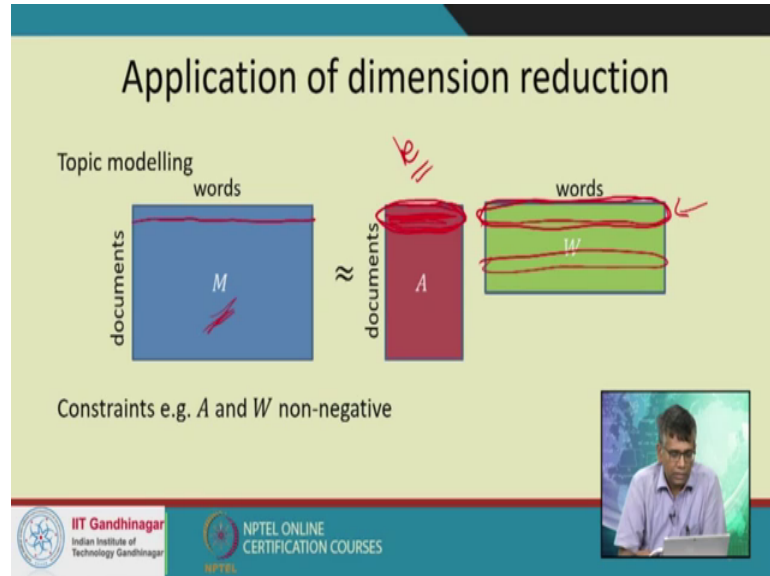 Application of dimension reduction
Topic modelling
words
words
documents
M
≈
documents
A
W
k
Constraints e.g. A and W non-negative
IIT Gandhinagar
Indian Institute of
Technology Gandhinagar
NPTEL
NPTEL ONLINE
CERTIFICATION COURSES